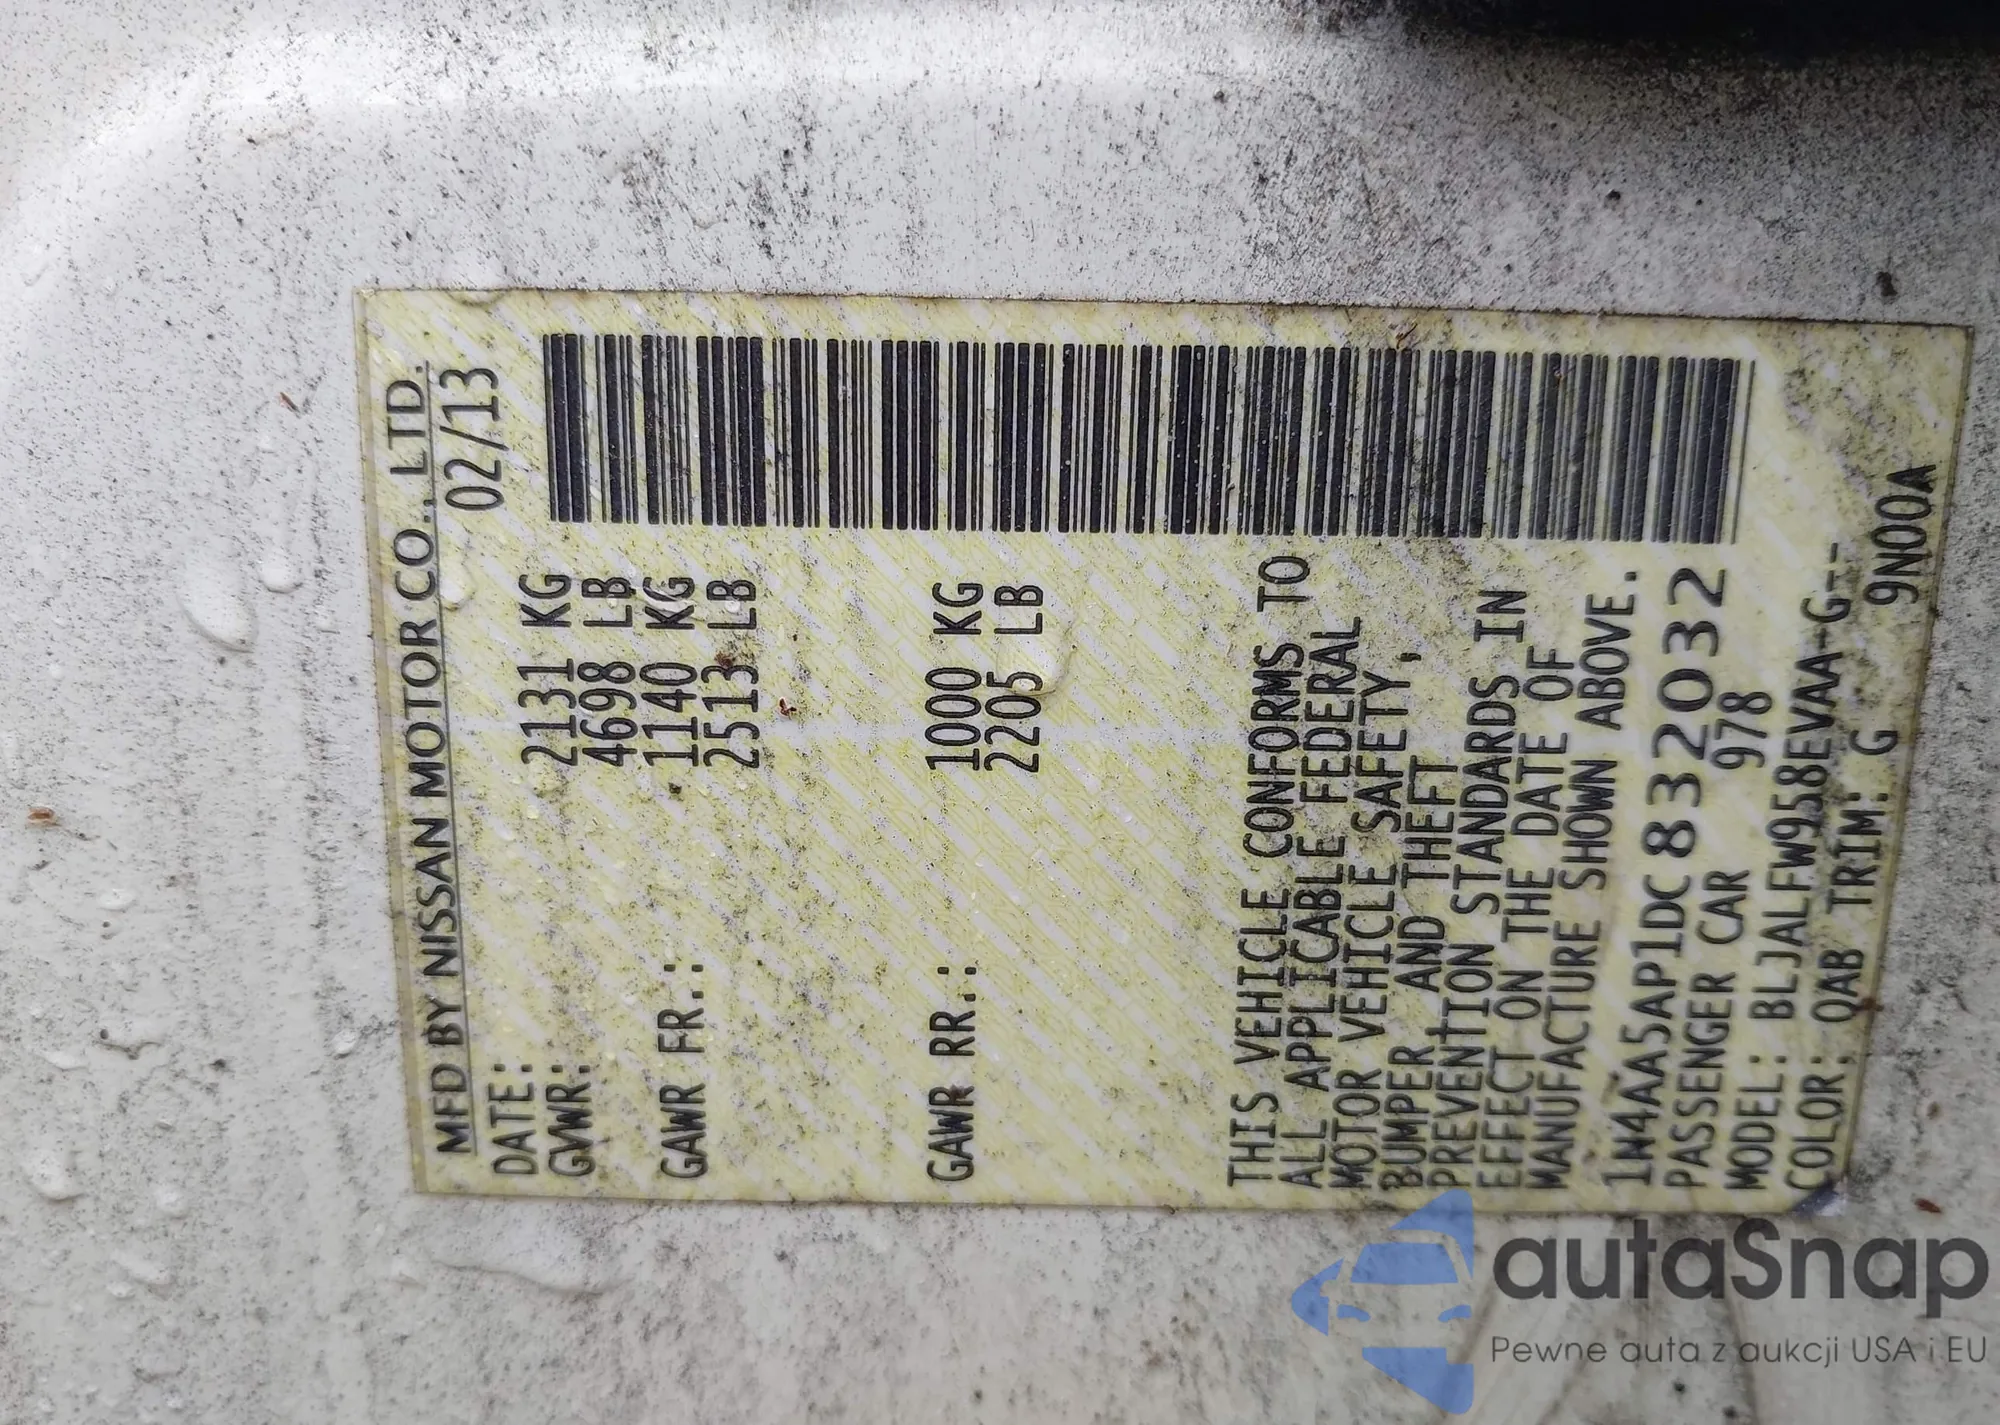 MFD BY NISSAN MOTOR CO., LTD.
DATE: 02/13
GVWR: 2131 KG
4698 LB
GAWR FR.: 1140 KG
2513 LB
GAWR RR.: 1000 KG
2205 LB
THIS VEHICLE CONFORMS TO
ALL APPLICABLE FEDERAL
MOTOR VEHICLE SAFETY,
BUMPER AND THEFT
PREVENTION STANDARDS IN
EFFECT ON THE DATE OF
MANUFACTURE SHOWN ABOVE.
1N4AA5AP1DC832032
PASSENGER CAR 978
MODEL: BLJALFW958EVAA-G--
COLOR: QAB TRIM: G 9N00A
autaSnap
Pewne auta z aukcji USA i EU